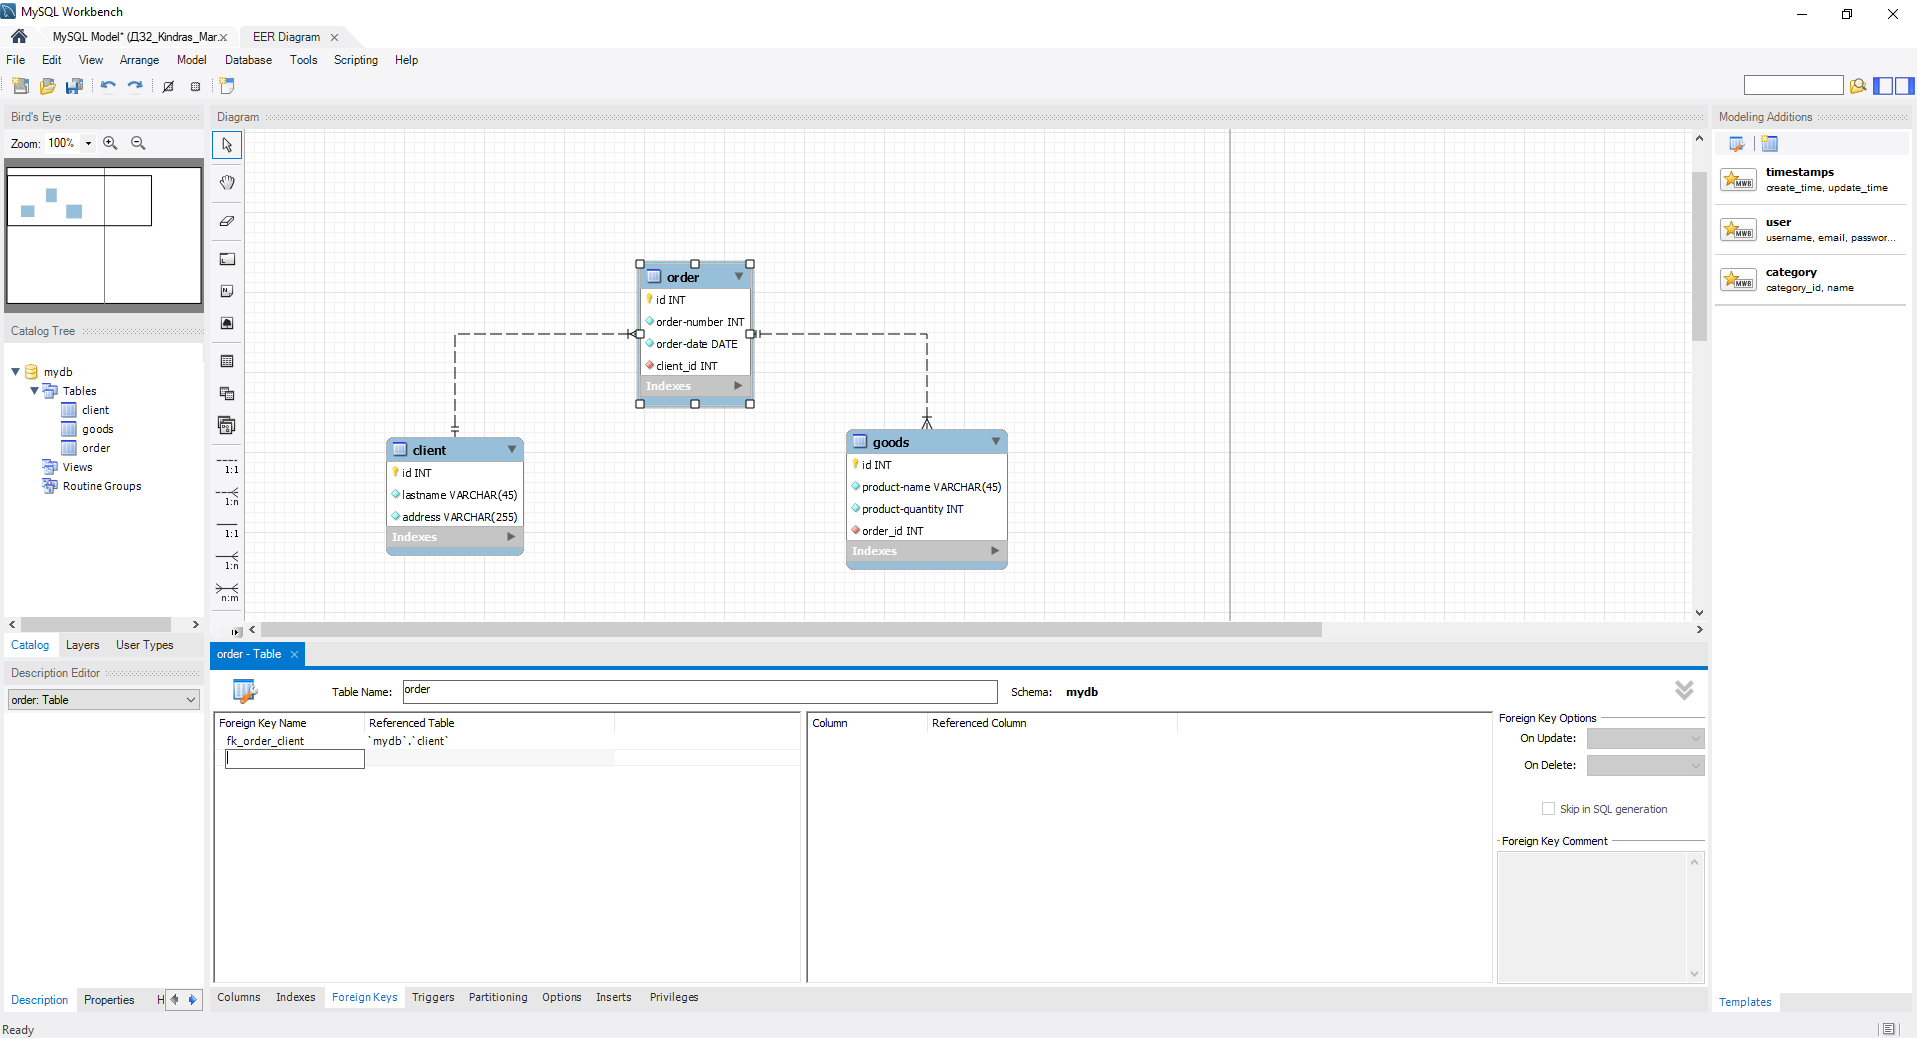 MySQL Workbench
MySQL Model* (ДЗ2_Kindras_Mar.
EER Diagram
File Edit View Arrange Model Database Tools Scripting Help
Bird's Eye
Zoom: 100%
Catalog Tree
mydb
Tables
client
goods
order
Views
Routine Groups
Catalog Layers User Types
Description Editor
order: Table
Description Properties H
Ready
Diagram
1:1
1:n
1:1
1:n
n:m
order
id INT
order-number INT
order-date DATE
client_id INT
Indexes
client
id INT
lastname VARCHAR(45)
address VARCHAR(255)
Indexes
goods
id INT
product-name VARCHAR(45)
product-quantity INT
order_id INT
Indexes
order - Table
Table Name: order
Schema: mydb
Foreign Key Name Referenced Table
fk_order_client `mydb`.`client`
Column Referenced Column
Foreign Key Options
On Update:
On Delete:
Skip in SQL generation
Foreign Key Comment
Columns Indexes Foreign Keys Triggers Partitioning Options Inserts Privileges
Modeling Additions
MWB
timestamps
create_time, update_time
MWB
user
username, email, passwor...
MWB
category
category_id, name
Templates